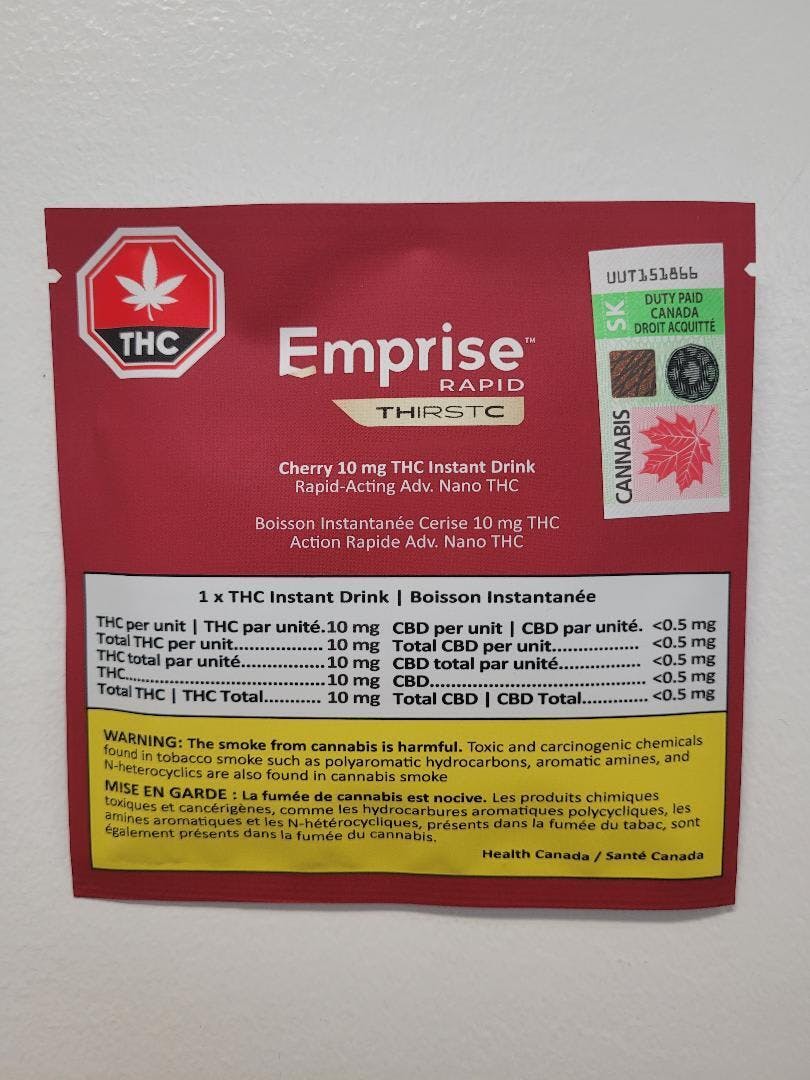 THC
UUT151866
SK
DUTY PAID
CANADA
DROIT ACQUITTÉ
CANNABIS
Emprise™
RAPID
THIRSTC
Cherry 10 mg THC Instant Drink
Rapid-Acting Adv. Nano THC
Boisson Instantanée Cerise 10 mg THC
Action Rapide Adv. Nano THC
1 x THC Instant Drink | Boisson Instantanée
THC per unit | THC par unité.10 mg CBD per unit | CBD par unité. <0.5 mg
Total THC per unit.................. 10 mg Total CBD per unit................. <0.5 mg
THC total par unité................. 10 mg CBD total par unité................ <0.5 mg
THC......................................... 10 mg CBD.......................................... <0.5 mg
Total THC | THC Total........... 10 mg Total CBD | CBD Total............. <0.5 mg
WARNING: The smoke from cannabis is harmful. Toxic and carcinogenic chemicals
found in tobacco smoke such as polyaromatic hydrocarbons, aromatic amines, and
N-heterocyclics are also found in cannabis smoke
MISE EN GARDE : La fumée de cannabis est nocive. Les produits chimiques
toxiques et cancérigènes, comme les hydrocarbures aromatiques polycycliques, les
amines aromatiques et les N-hétérocycliques, présents dans la fumée du tabac, sont
également présents dans la fumée du cannabis.
Health Canada / Santé Canada